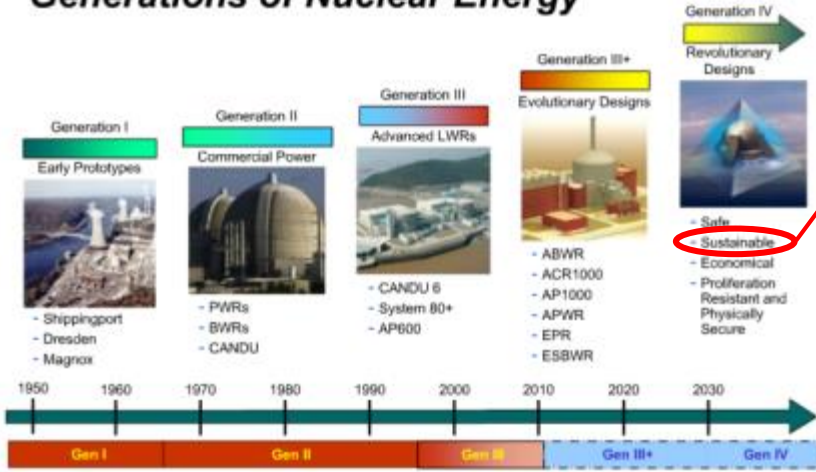 Generations of Nuclear Energy
Generation I
Early Prototypes
- Shippingport
- Dresden
- Magnox
Generation II
Commercial Power
- PWRs
- BWRs
- CANDU
Generation III
Advanced LWRs
- CANDU 6
- System 80+
- AP600
Generation III+
Evolutionary Designs
- ABWR
- ACR1000
- AP1000
- APWR
- EPR
- ESBWR
Generation IV
Revolutionary
Designs
- Safe
- Sustainable
- Economical
- Proliferation
Resistant and
Physically
Secure
1950 1960 1970 1980 1990 2000 2010 2020 2030
Gen I Gen II Gen III Gen III+ Gen IV